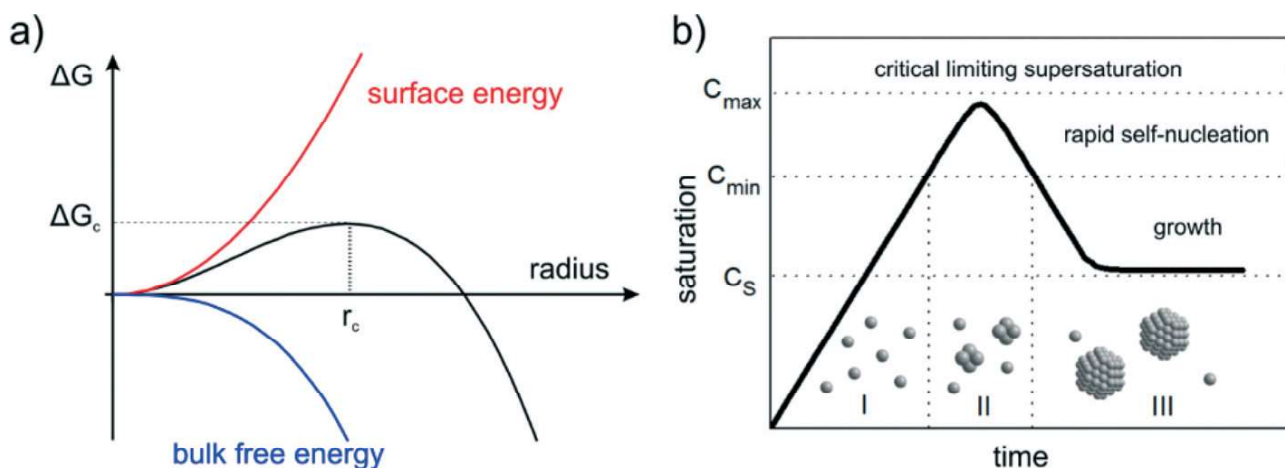 a)
ΔG
surface energy
ΔGc
radius
rc
bulk free energy
b)
critical limiting supersaturation
Cmax
rapid self-nucleation
Cmin
growth
CS
saturation
I
II
III
time